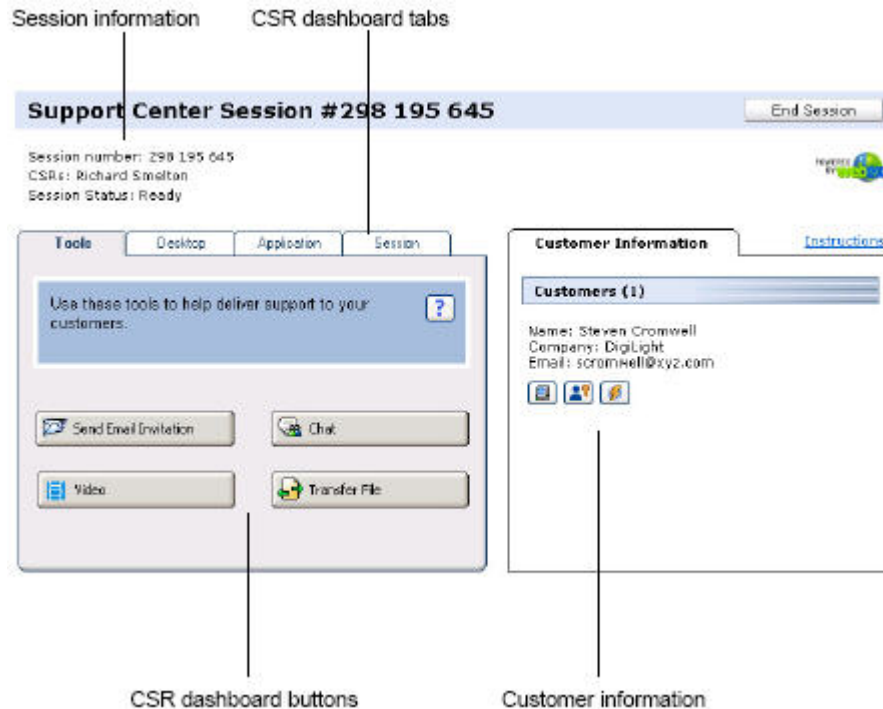 Session information
CSR dashboard tabs
Support Center Session #298 195 645
End Session
Session number: 298 195 645
CSRs: Richard Smelton
Session Status: Ready
POWERED BY
Tools
Desktop
Application
Session
Customer Information
Instructions
Use these tools to help deliver support to your
customers.
?
Customers (1)
Name: Steven Cromwell
Company: DigiLight
Email: scromwell@xyz.com
Send Email Invitation
Chat
Video
Transfer File
CSR dashboard buttons
Customer information